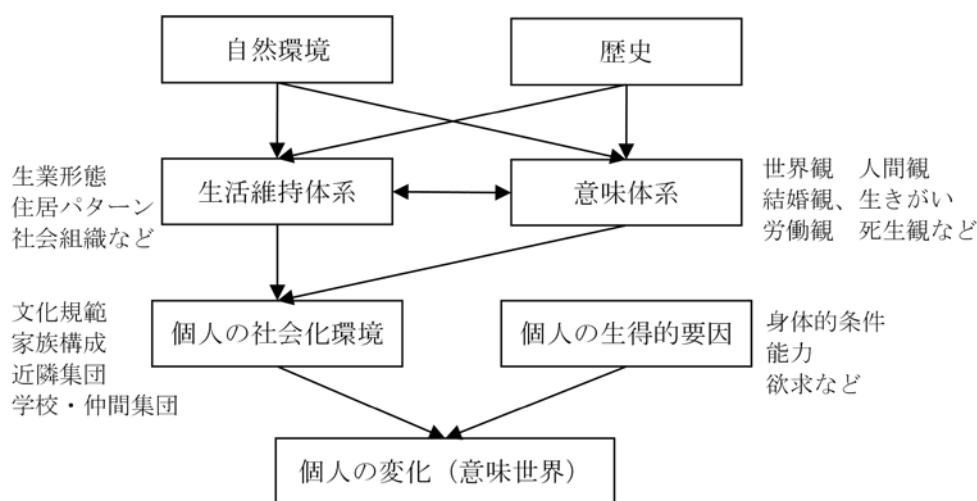 自然環境
歴史
生業形態
住居パターン
社会組織など
生活維持体系
意味体系
世界観　人間観
結婚観、生きがい
労働観　死生観など
文化規範
家族構成
近隣集団
学校・仲間集団
個人の社会化環境
個人の生得的要因
身体的条件
能力
欲求など
個人の変化（意味世界）